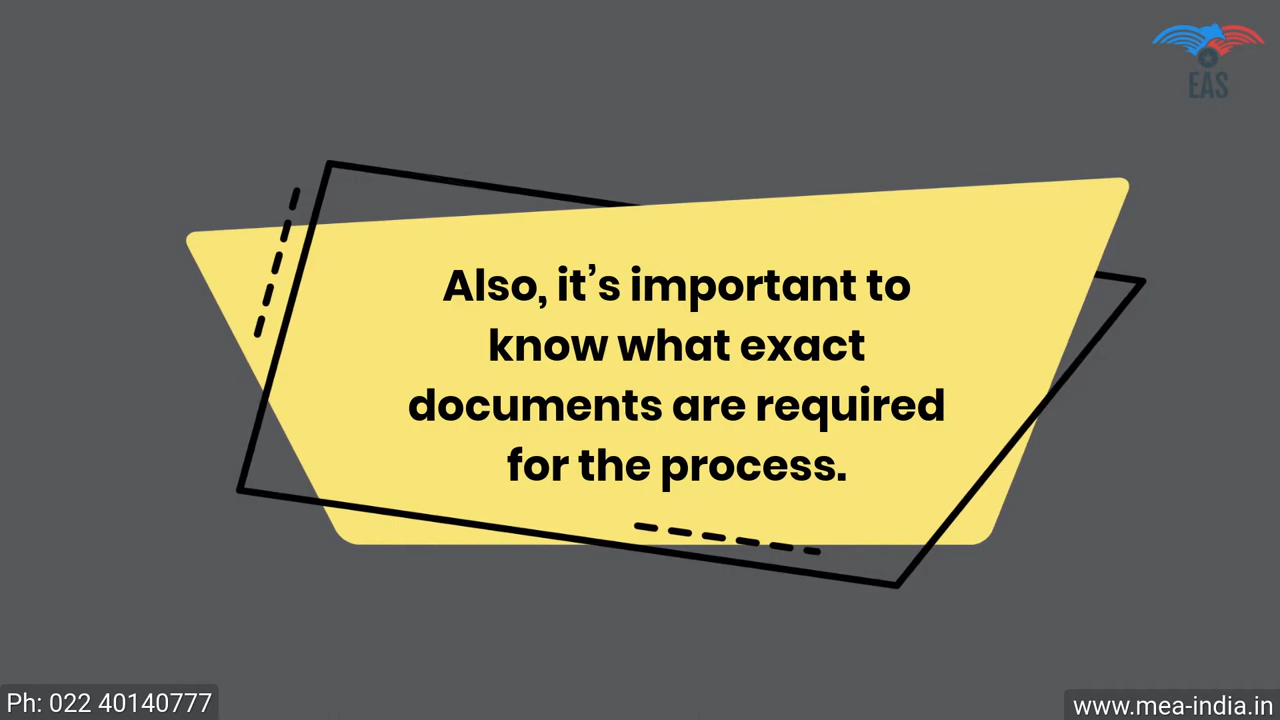 EAS
Also, it’s important to
know what exact
documents are required
for the process.
Ph: 022 40140777
www.mea-india.in